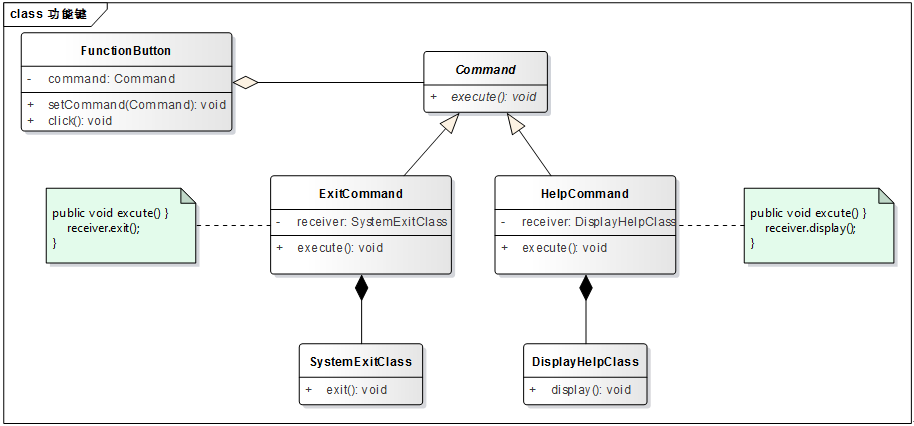 class 功能键
FunctionButton
- command: Command
+ setCommand(Command): void
+ click(): void
Command
+ execute(): void
ExitCommand
- receiver: SystemExitClass
+ execute(): void
HelpCommand
- receiver: DisplayHelpClass
+ execute(): void
public void excute() }
receiver.exit();
}
public void excute() }
receiver.display();
}
SystemExitClass
+ exit(): void
DisplayHelpClass
+ display(): void